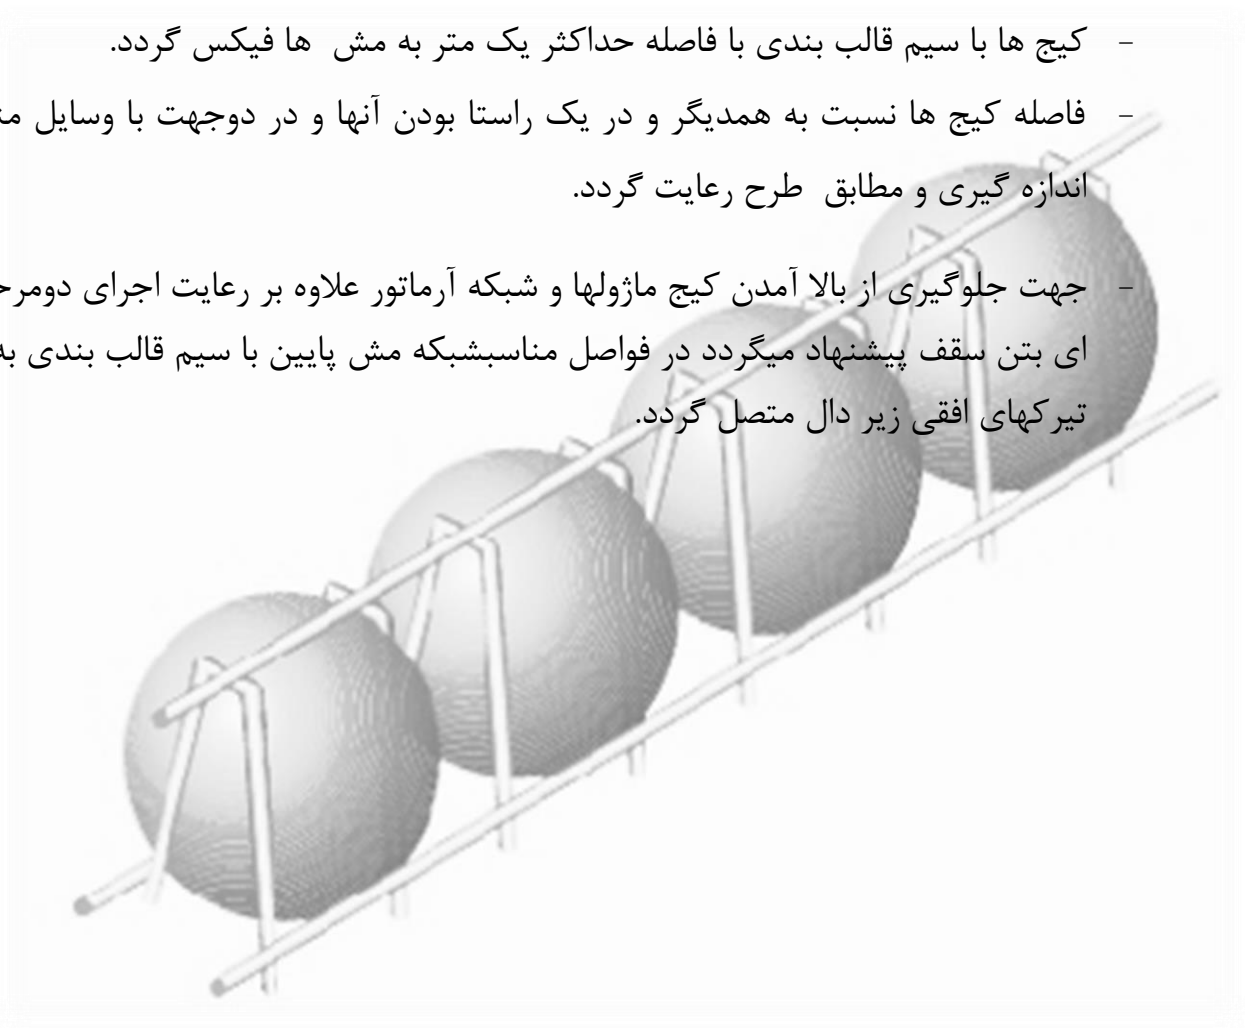 - کیج ها با سیم قالب بندی با فاصله حداکثر یک متر به مش ها فیکس گردد.
- فاصله کیج ها نسبت به همدیگر و در یک راستا بودن آنها و در دوجهت با وسایل
اندازه گیری و مطابق طرح رعایت گردد.
- جهت جلوگیری از بالا آمدن کیج ماژولها و شبکه آرماتور علاوه بر رعایت اجرای
ای بتن سقف پیشنهاد میگردد در فواصل مناسبشبکه مش پایین با سیم قالب بندی به
تیرکهای افقی زیر دال متصل گردد.